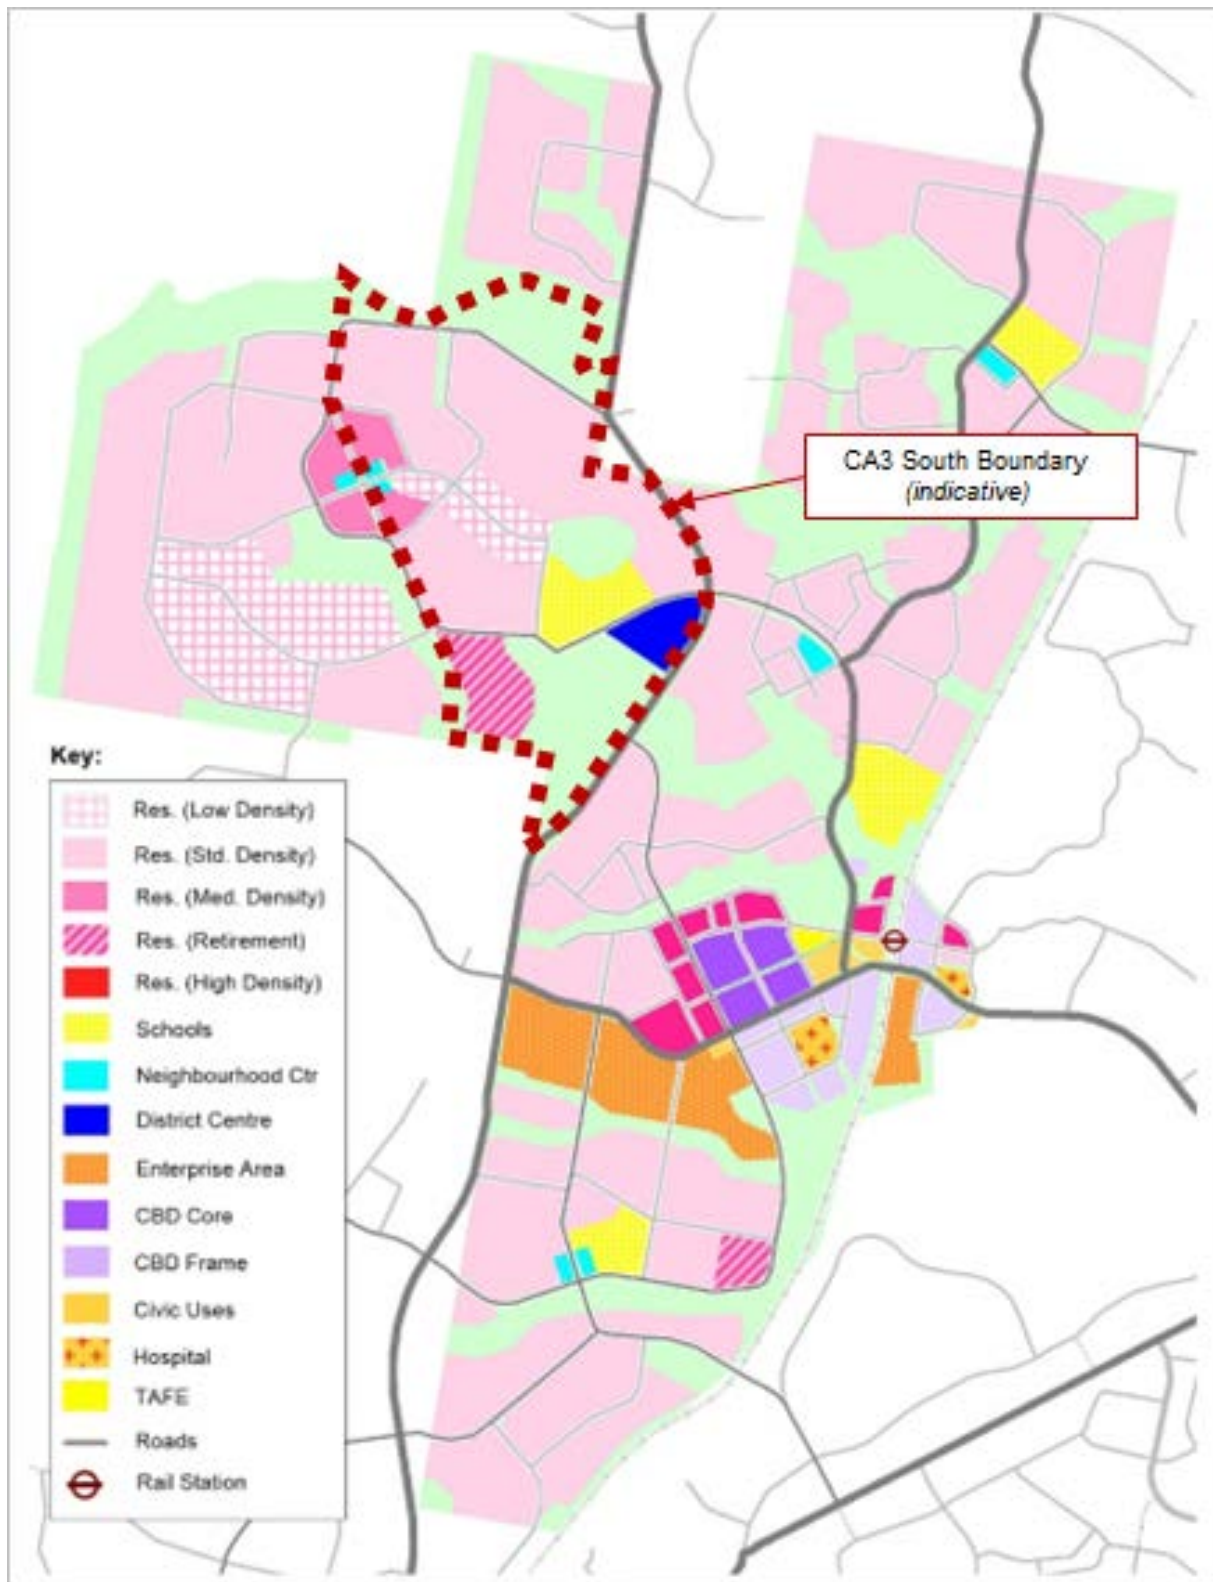 CA3 South Boundary
(indicative)
Key:
Res. (Low Density)
Res. (Std. Density)
Res. (Med. Density)
Res. (Retirement)
Res. (High Density)
Schools
Neighbourhood Ctr
District Centre
Enterprise Area
CBD Core
CBD Frame
Civic Uses
Hospital
TAFE
Roads
Rail Station